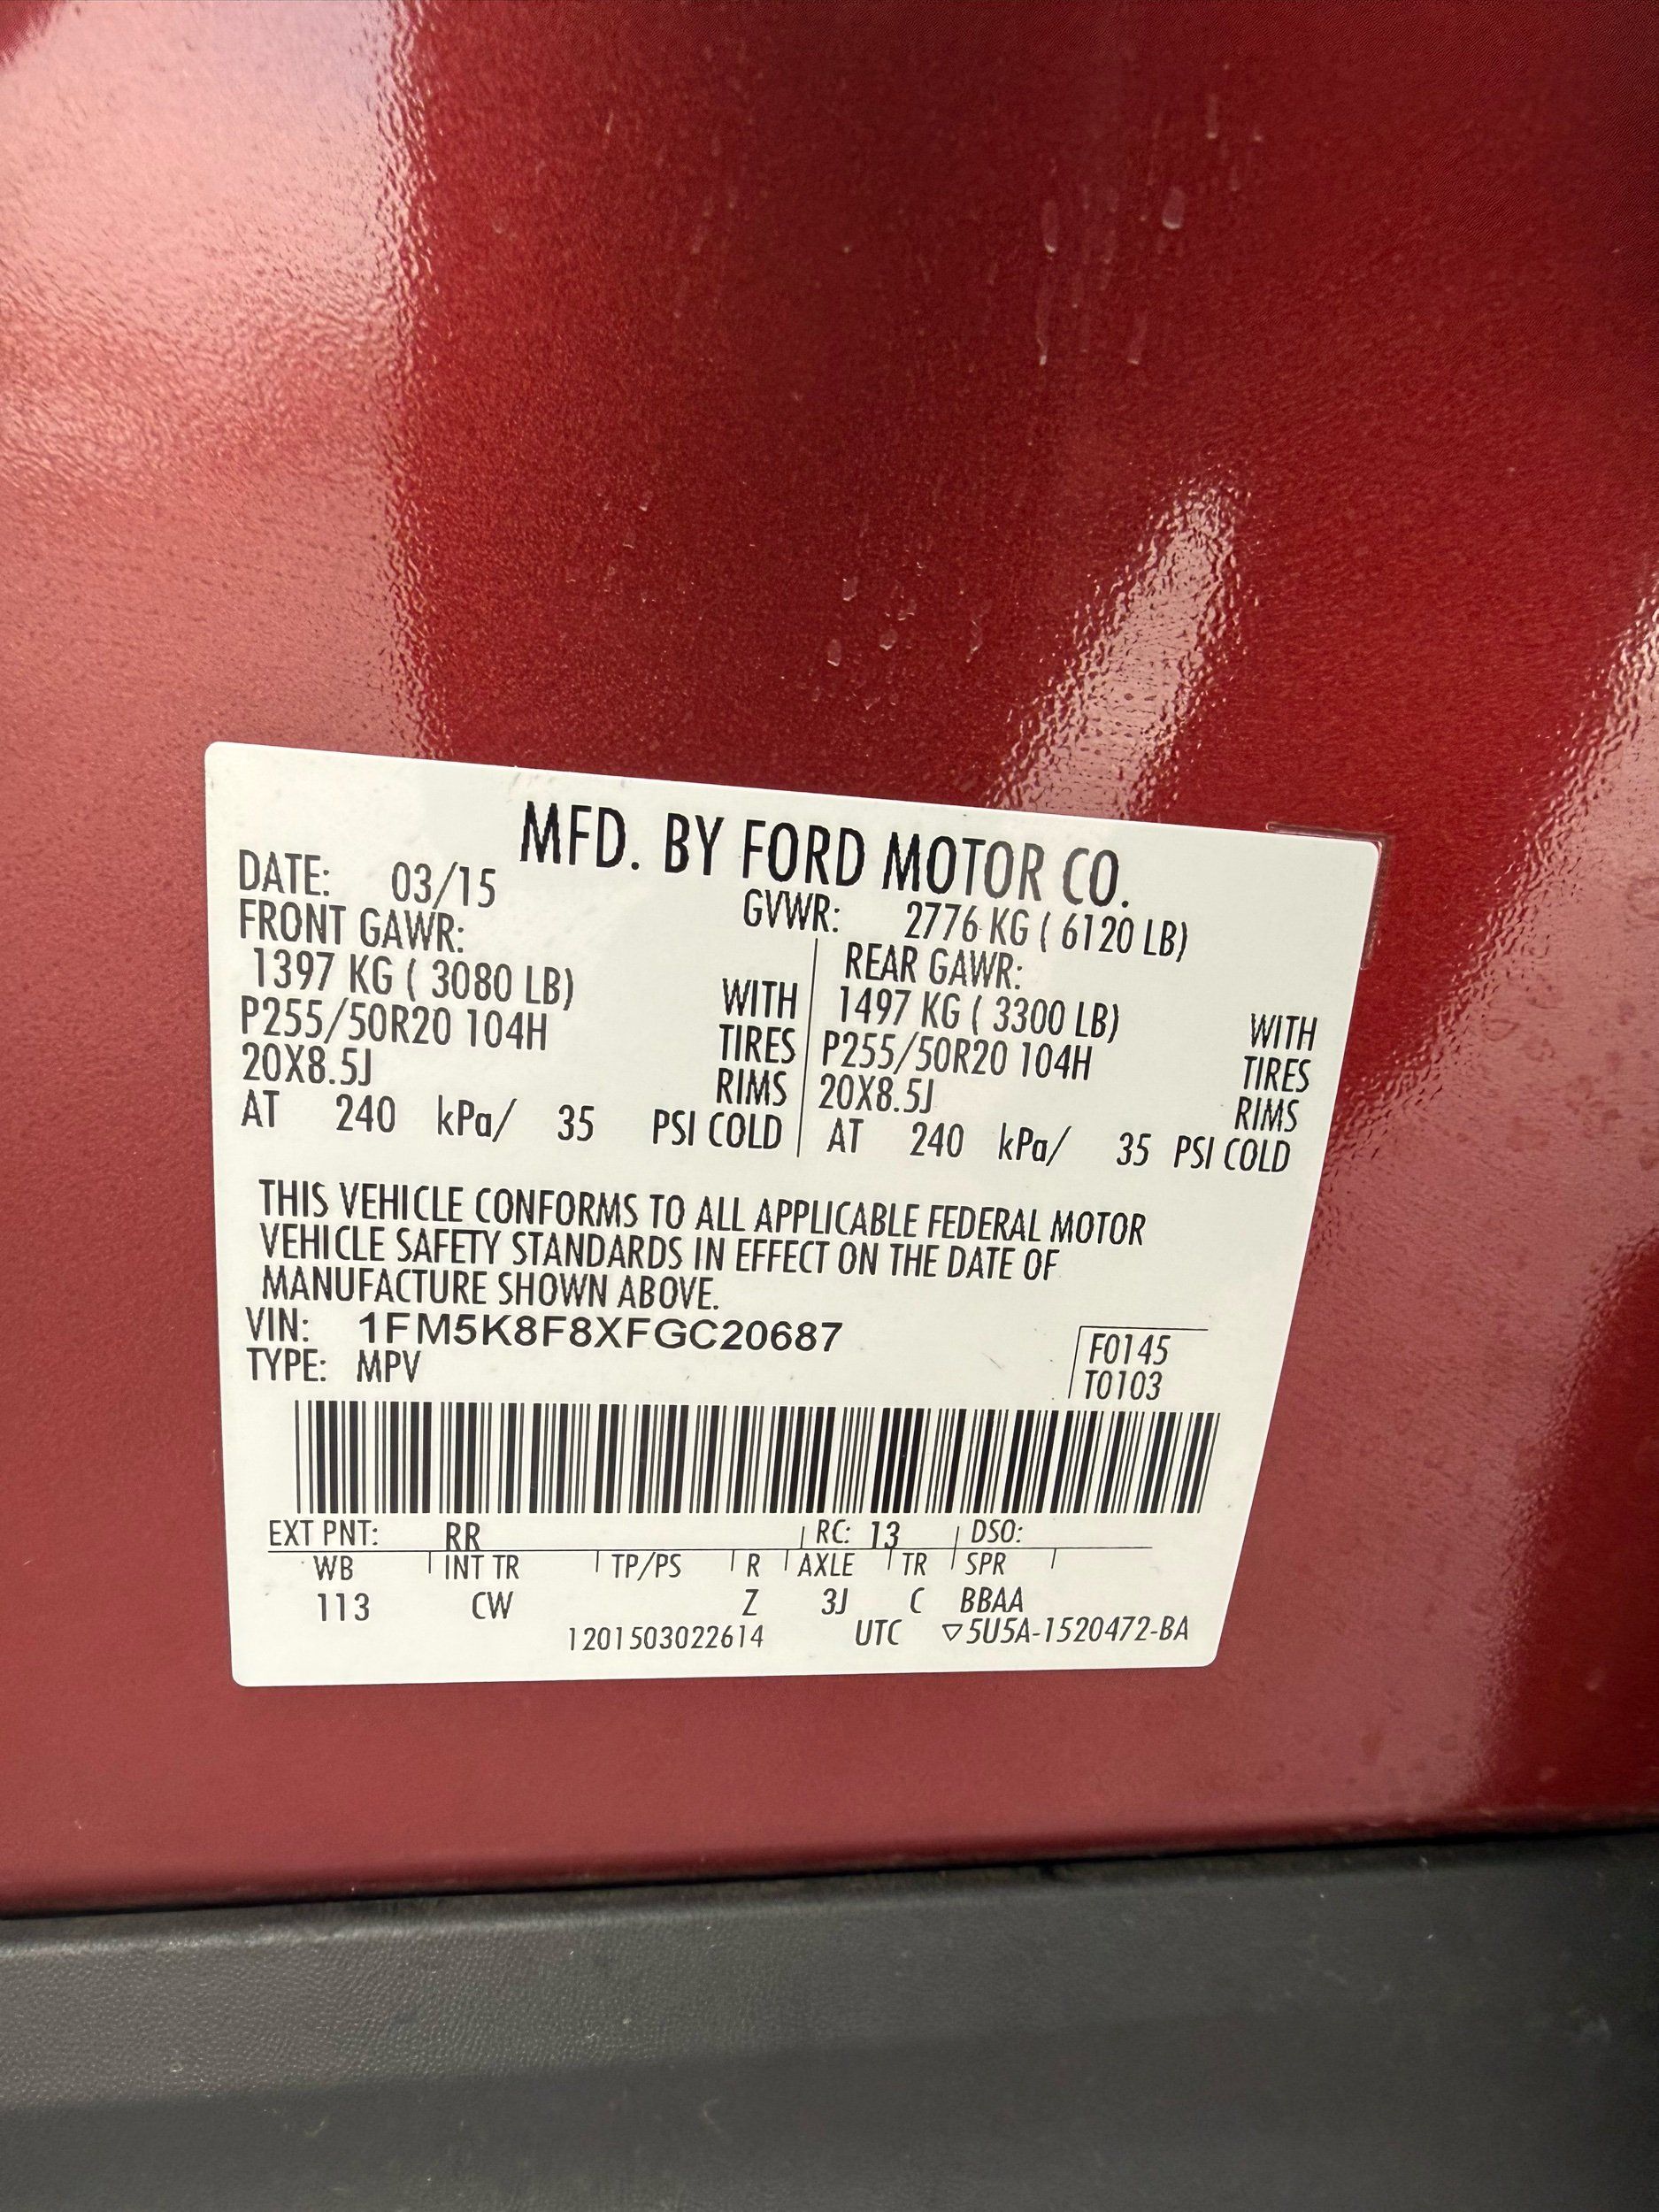 MFD. BY FORD MOTOR CO.
DATE: 03/15 GVWR: 2776 KG ( 6120 LB)
FRONT GAWR: REAR GAWR:
1397 KG ( 3080 LB) WITH 1497 KG ( 3300 LB) WITH
P255/50R20 104H TIRES P255/50R20 104H TIRES
20X8.5J RIMS 20X8.5J RIMS
AT 240 kPa/ 35 PSI COLD AT 240 kPa/ 35 PSI COLD
THIS VEHICLE CONFORMS TO ALL APPLICABLE FEDERAL MOTOR
VEHICLE SAFETY STANDARDS IN EFFECT ON THE DATE OF
MANUFACTURE SHOWN ABOVE.
VIN: 1FM5K8F8XFGC20687 F0145
TYPE: MPV T0103
EXT PNT: RR RC: 13 DSO:
WB INT TR TP/PS R AXLE TR SPR
113 CW Z 3J C BBAA
1201503022614 UTC ▽5U5A-1520472-BA